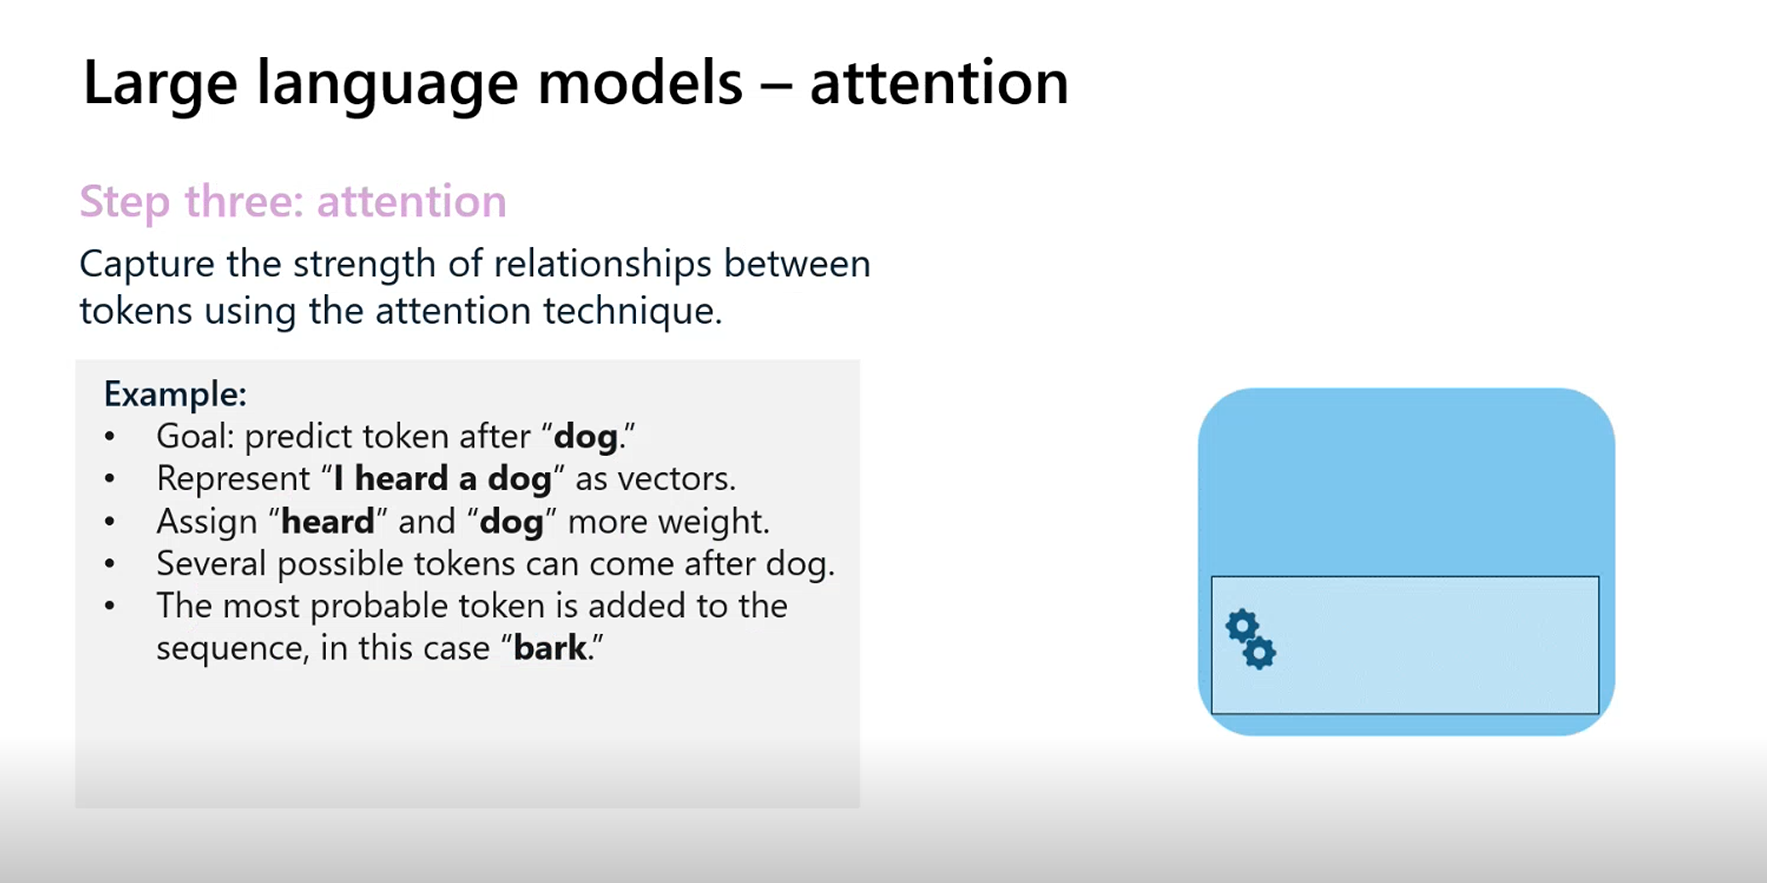 Large language models – attention
Step three: attention
Capture the strength of relationships between
tokens using the attention technique.
Example:
• Goal: predict token after “dog.”
• Represent “I heard a dog” as vectors.
• Assign “heard” and “dog” more weight.
• Several possible tokens can come after dog.
• The most probable token is added to the
sequence, in this case “bark.”